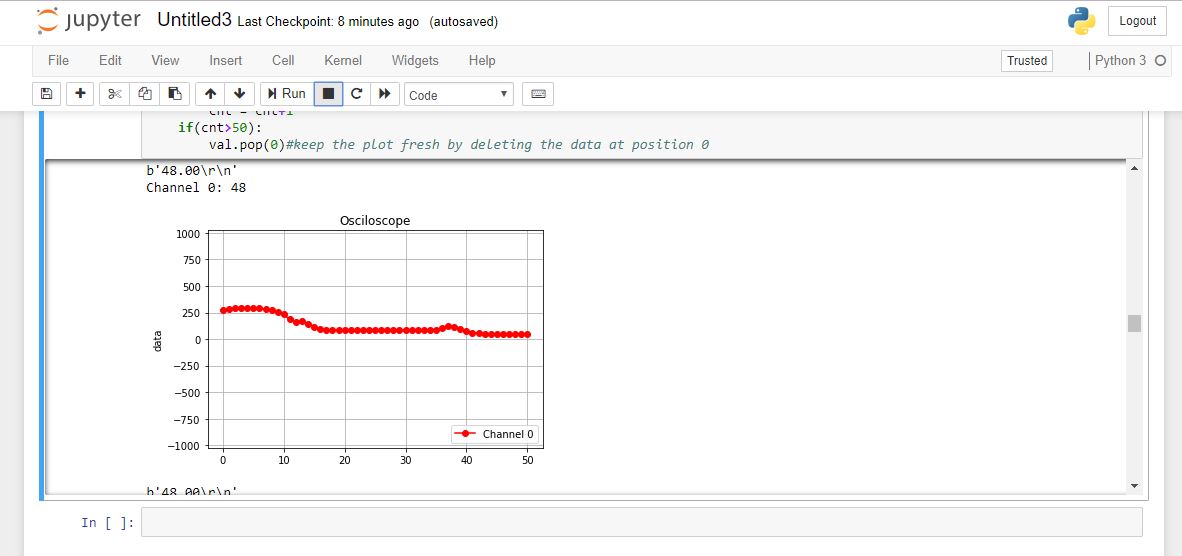 jupyter Untitled3 Last Checkpoint: 8 minutes ago (autosaved)
Logout
File Edit View Insert Cell Kernel Widgets Help
Trusted Python 3
Run Code
cnt = cnt+1
if(cnt>50):
val.pop(0)#keep the plot fresh by deleting the data at position 0
b'48.00\r\n'
Channel 0: 48
Osciloscope
1000
750
500
250
0
−250
−500
−750
−1000
data
Channel 0
0 10 20 30 40 50
b'48.00\r\n'
In [ ]: